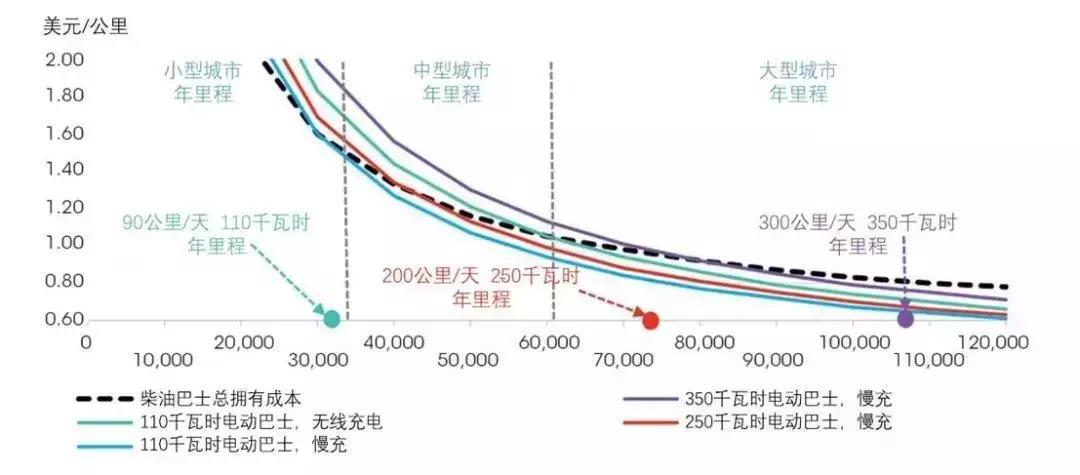 美元/公里
2.00
1.80
1.60
1.40
1.20
1.00
0.80
0.60
小型城市
年里程
中型城市
年里程
大型城市
年里程
90公里/天 110千瓦时
年里程
200公里/天 250千瓦时
年里程
300公里/天 350千瓦时
年里程
0
10,000
20,000
30,000
40,000
50,000
60,000
70,000
80,000
90,000
100,000
110,000
120,000
柴油巴士总拥有成本
110千瓦时电动巴士，无线充电
110千瓦时电动巴士，慢充
350千瓦时电动巴士，慢充
250千瓦时电动巴士，慢充